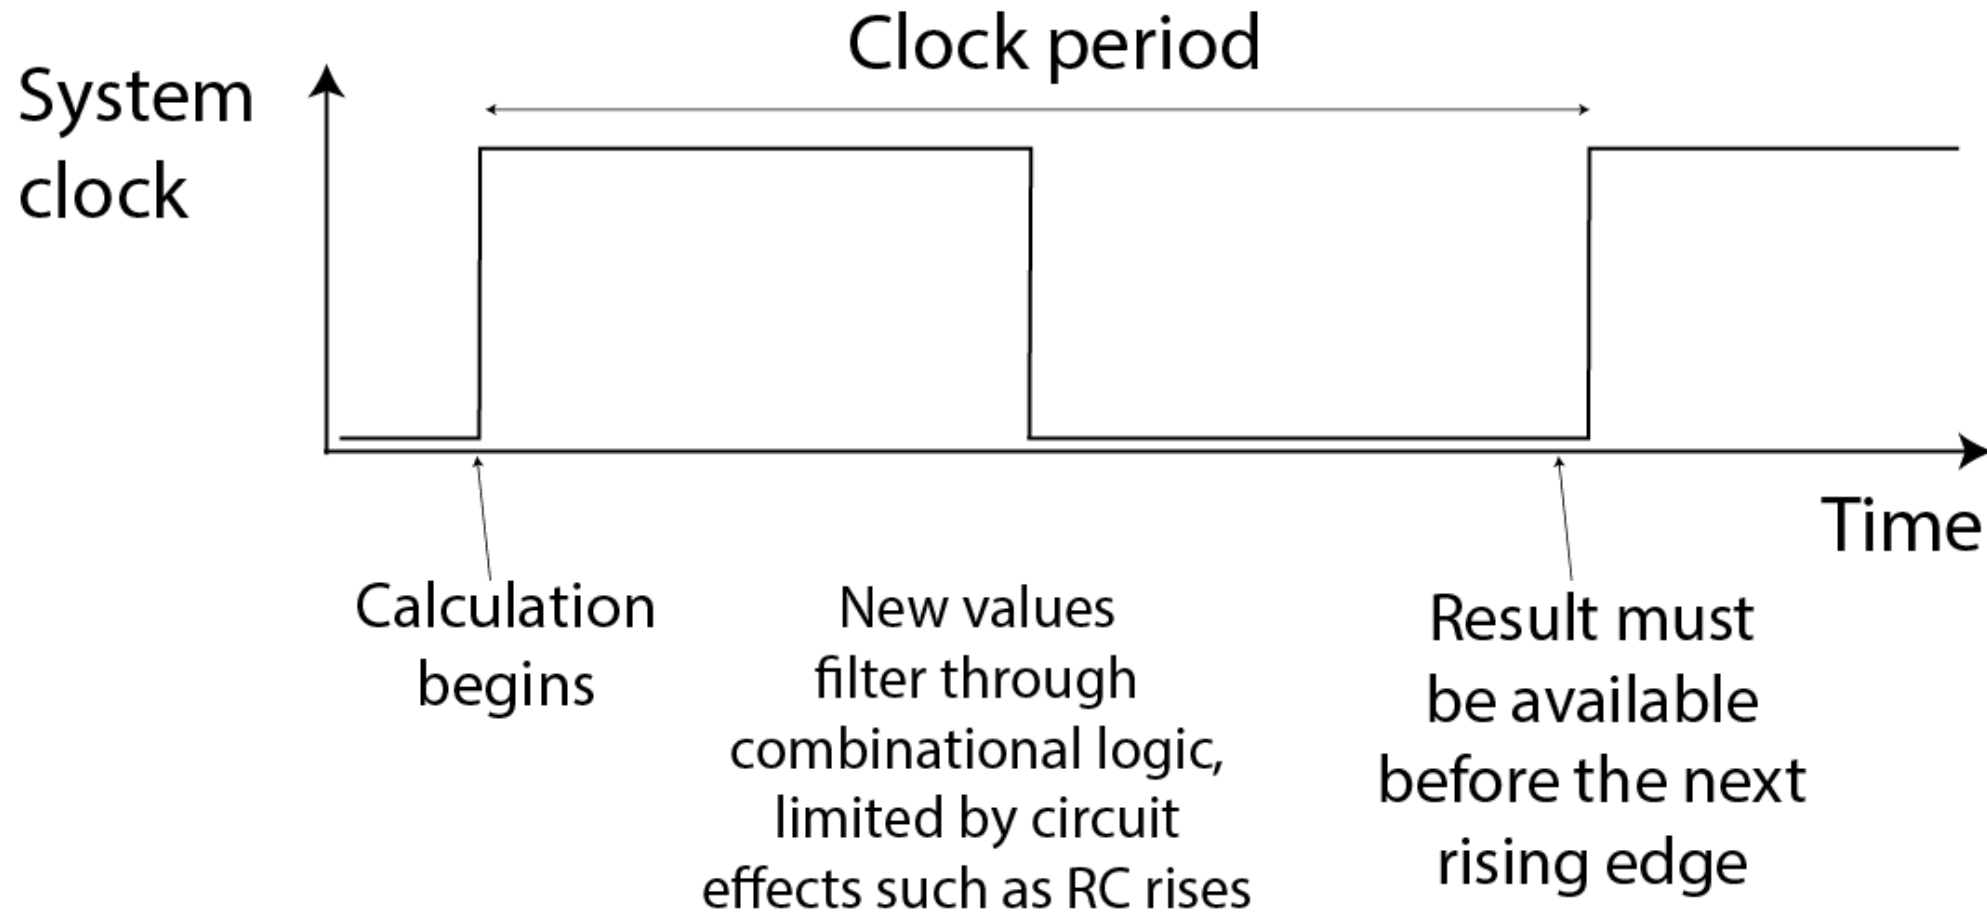 Clock period
System
clock
Time
Calculation
begins
New values
filter through
combinational logic,
limited by circuit
effects such as RC rises
Result must
be available
before the next
rising edge